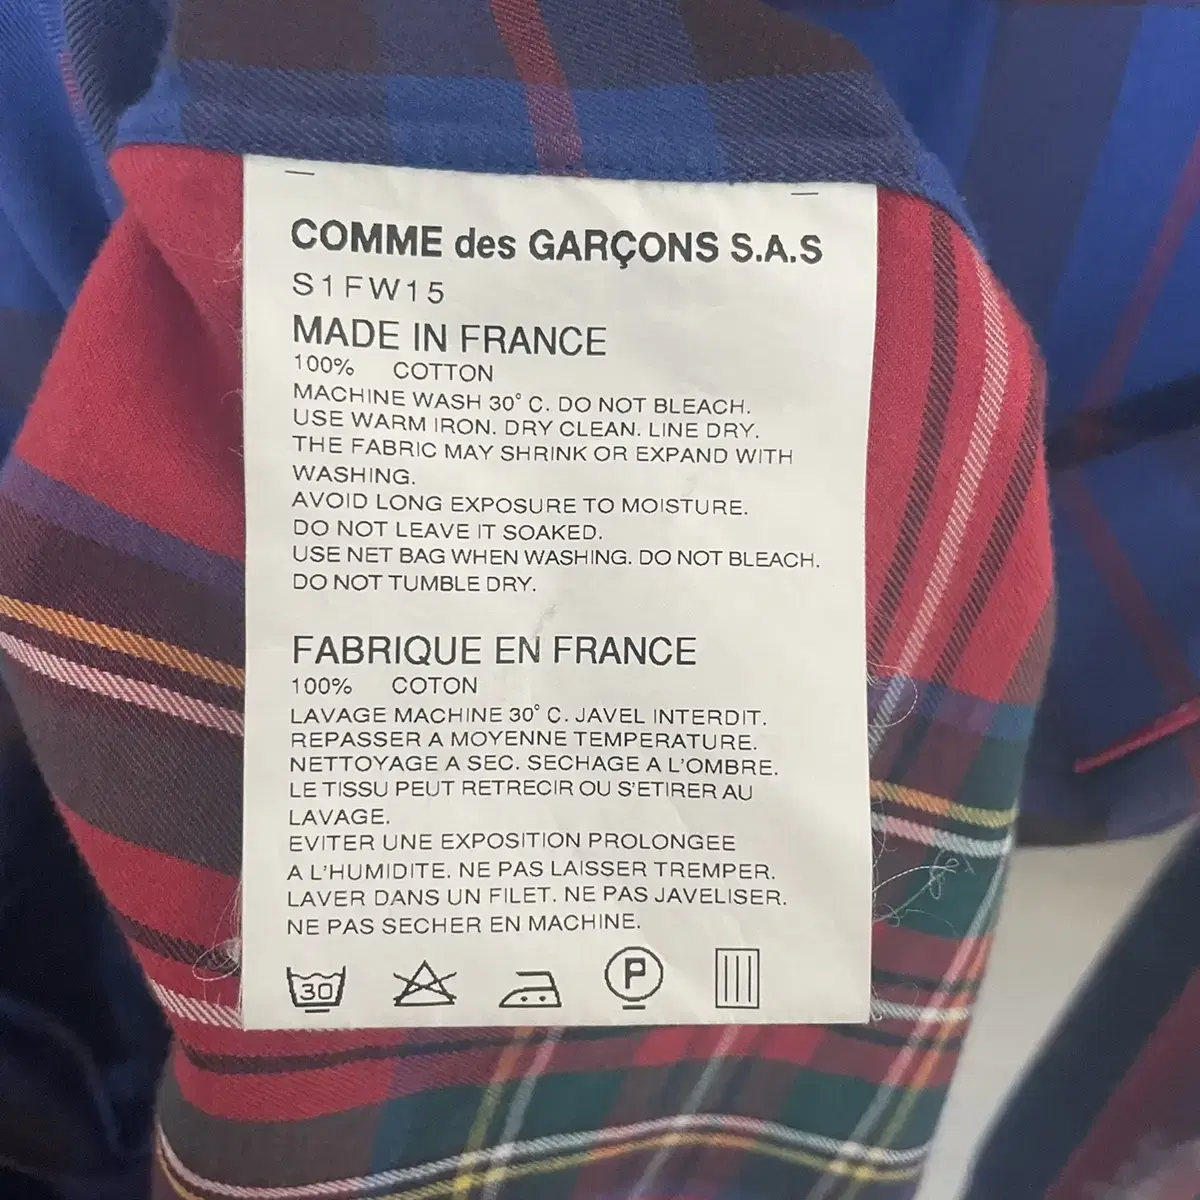 COMME des GARÇONS S.A.S
S1FW15
MADE IN FRANCE
100% COTTON
MACHINE WASH 30° C. DO NOT BLEACH.
USE WARM IRON. DRY CLEAN. LINE DRY.
THE FABRIC MAY SHRINK OR EXPAND WITH
WASHING.
AVOID LONG EXPOSURE TO MOISTURE.
DO NOT LEAVE IT SOAKED.
USE NET BAG WHEN WASHING. DO NOT BLEACH.
DO NOT TUMBLE DRY.
FABRIQUE EN FRANCE
100% COTON
LAVAGE MACHINE 30° C. JAVEL INTERDIT.
REPASSER A MOYENNE TEMPERATURE.
NETTOYAGE A SEC. SECHAGE A L'OMBRE.
LE TISSU PEUT RETRECIR OU S'ETIRER AU
LAVAGE.
EVITER UNE EXPOSITION PROLONGEE
A L'HUMIDITE. NE PAS LAISSER TREMPER.
LAVER DANS UN FILET. NE PAS JAVELISER.
NE PAS SECHER EN MACHINE.
30 P